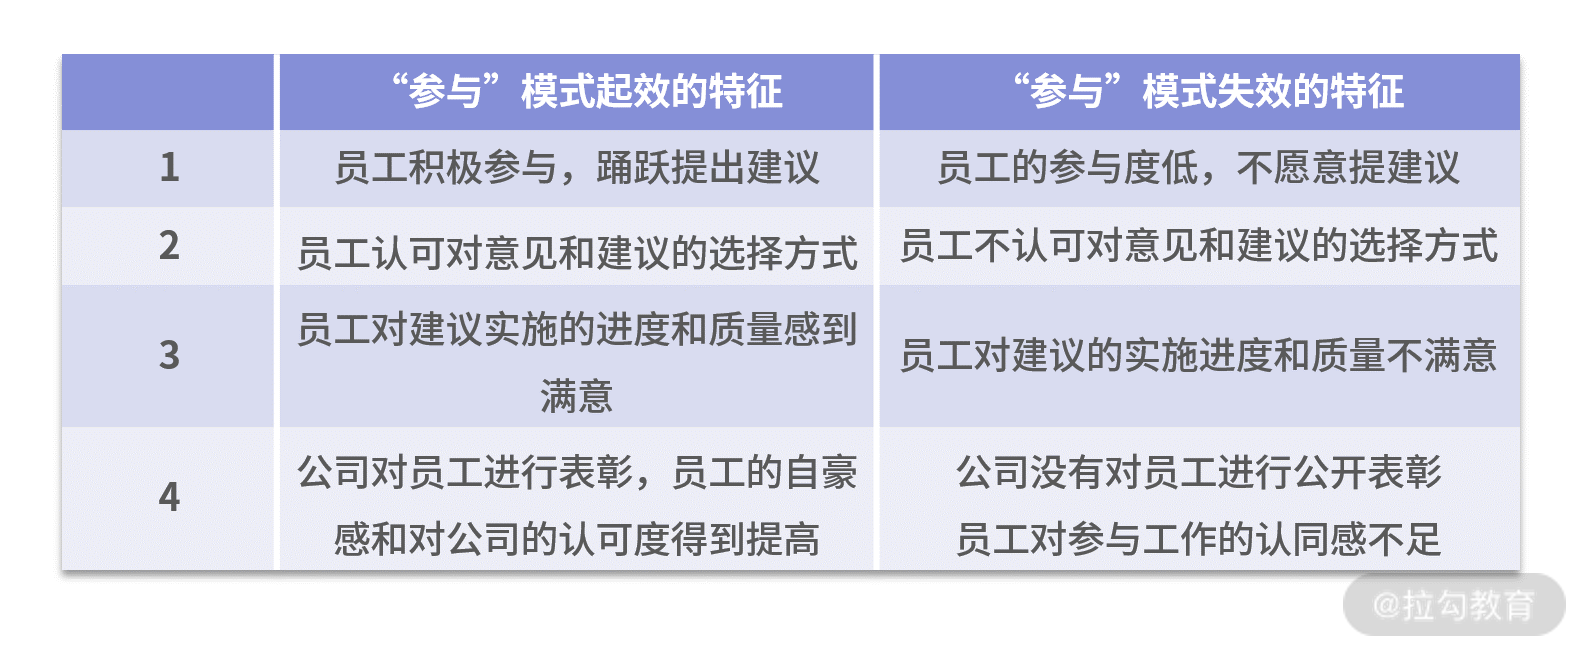 “参与”模式起效的特征
“参与”模式失效的特征
1
员工积极参与，踊跃提出建议
员工的参与度低，不愿意提建议
2
员工认可对意见和建议的选择方式
员工不认可对意见和建议的选择方式
3
员工对建议实施的进度和质量感到
满意
员工对建议的实施进度和质量不满意
4
公司对员工进行表彰，员工的自豪
感和对公司的认可度得到提高
公司没有对员工进行公开表彰
员工对参与工作的认同感不足
@拉勾教育